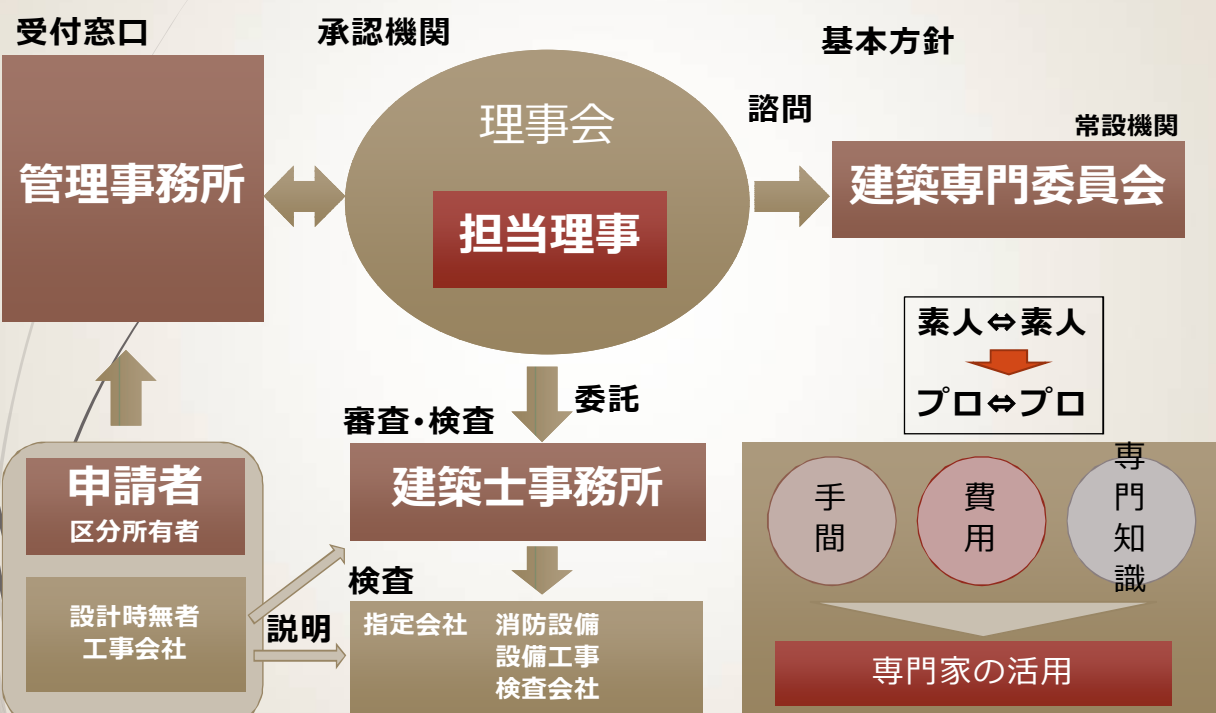 受付窓口
管理事務所
承認機関
理事会
担当理事
基本方針
諮問
常設機関
建築専門委員会
素人⇔素人
プロ⇔プロ
委託
審査・検査
建築士事務所
申請者
区分所有者
設計時無者
工事会社
説明
検査
指定会社 消防設備
設備工事
検査会社
手間
費用
専門知識
専門家の活用